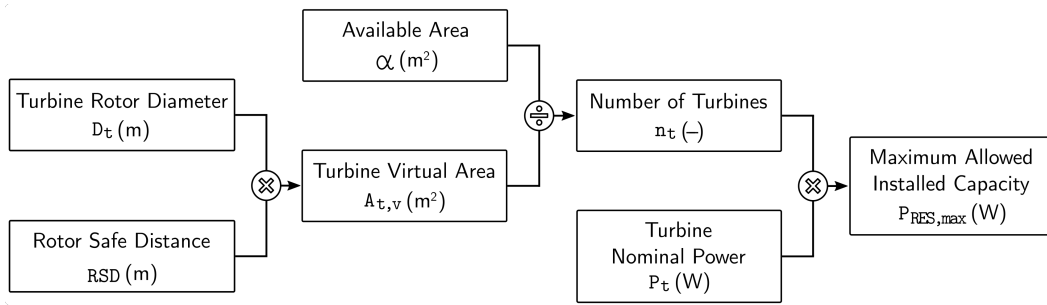 Available Area
α (m²)
Turbine Rotor Diameter
Dt (m)
Number of Turbines
nt (–)
÷
Turbine Virtual Area
At,v (m²)
Maximum Allowed
Installed Capacity
PRES,max (W)
×
×
Rotor Safe Distance
RSD (m)
Turbine
Nominal Power
Pt (W)